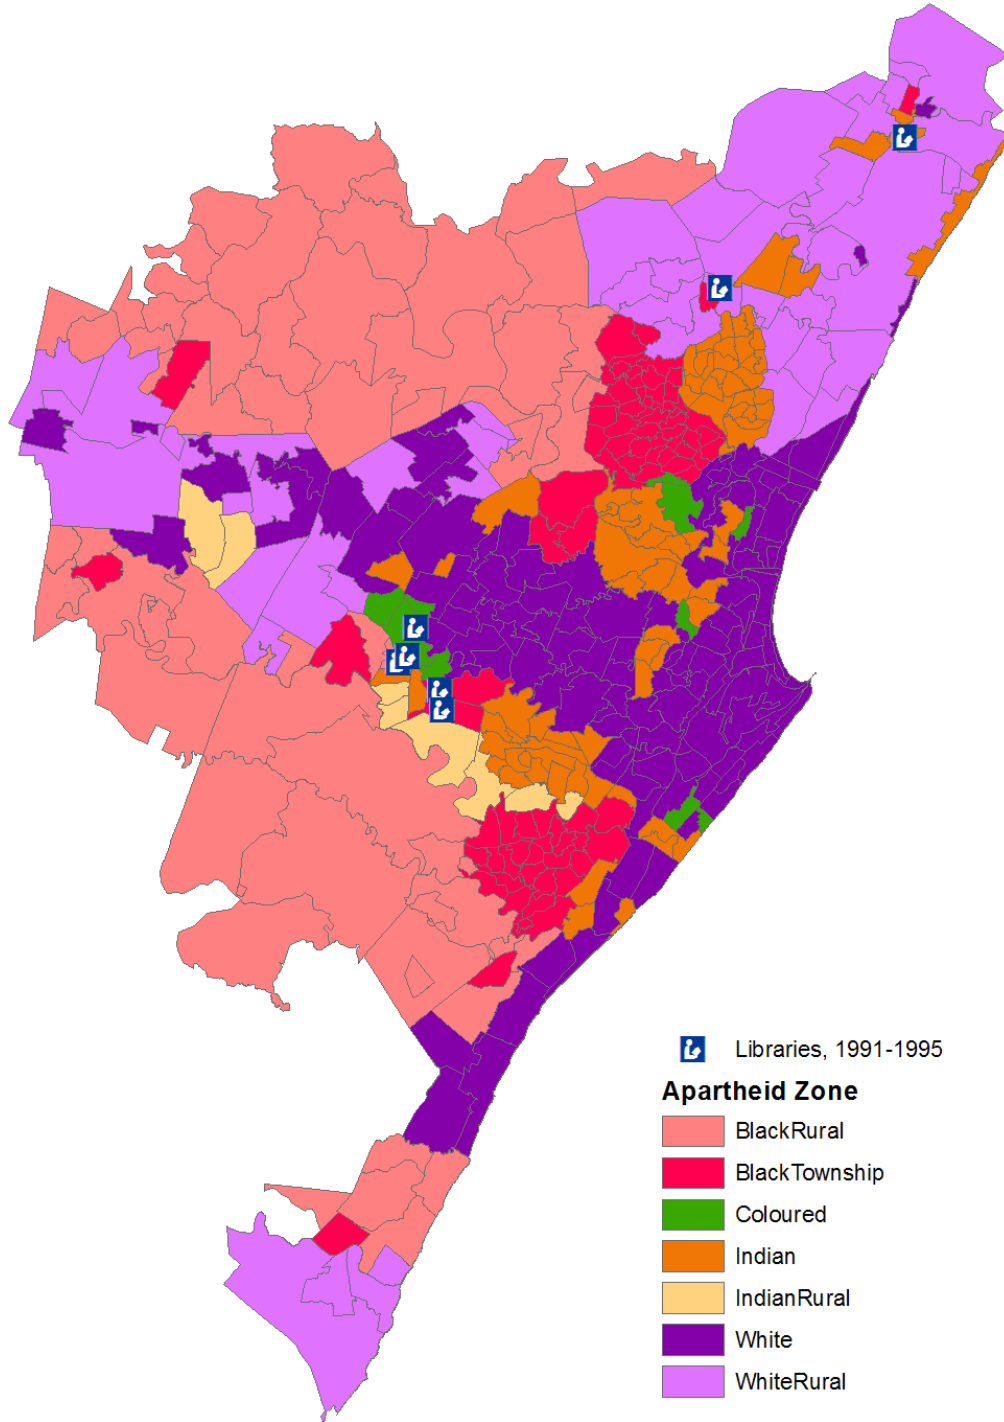 Libraries, 1991-1995
Apartheid Zone
BlackRural
BlackTownship
Coloured
Indian
IndianRural
White
WhiteRural